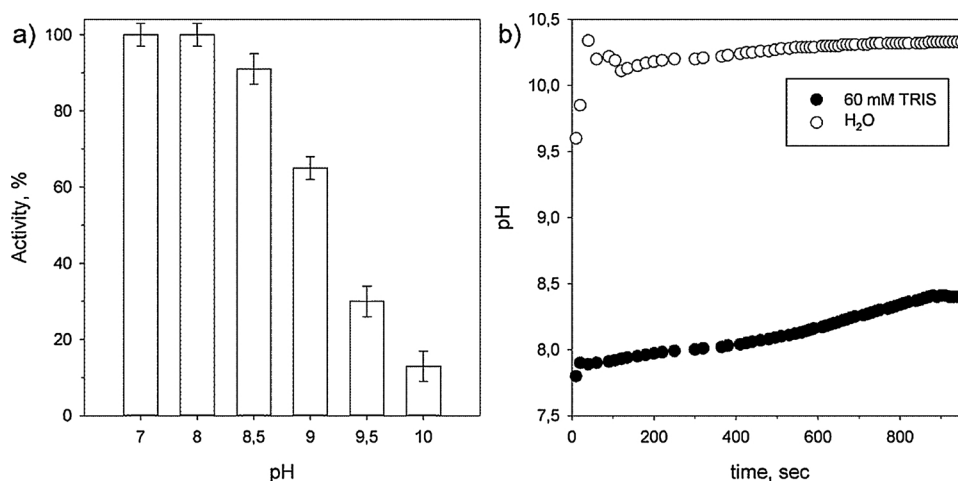 a)
100
80
60
40
20
0
Activity, %
7 8 8,5 9 9,5 10
pH
b)
10,5
10,0
9,5
9,0
8,5
8,0
7,5
pH
60 mM TRIS
H₂O
0 200 400 600 800
time, sec